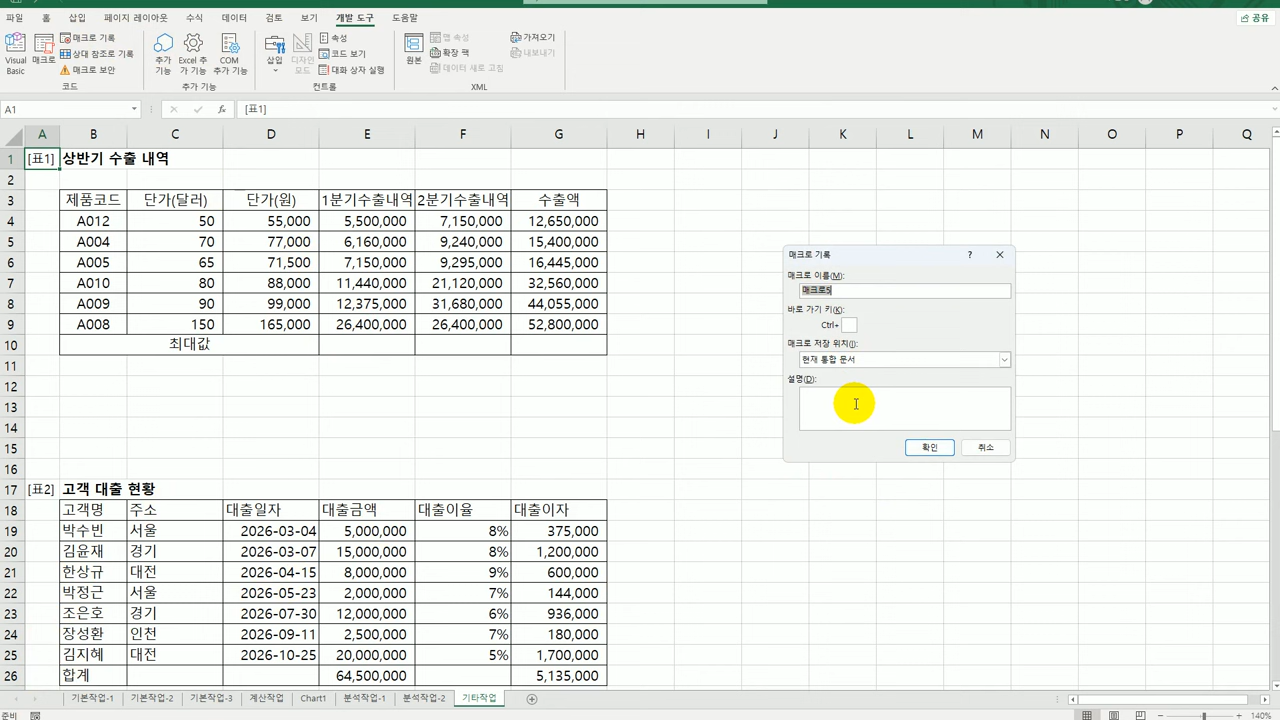 파일 홈 삽입 페이지 레이아웃 수식 데이터 검토 보기 개발 도구 도움말 공유
Visual Basic
매크로
매크로 기록
상대 참조로 기록
매크로 보안
추가 기능
Excel 추가 기능
COM 추가 기능
삽입
디자인 모드
속성
코드 보기
대화 상자 실행
원본
맵 속성
확장 팩
데이터 새로 고침
가져오기
내보내기
코드 추가 기능 컨트롤 XML
A1 fx [표1]
A B C D E F G H I J K L M N O P Q
1 [표1] 상반기 수출 내역
2
3 제품코드 단가(달러) 단가(원) 1분기수출내역 2분기수출내역 수출액
4 A012 50 55,000 5,500,000 7,150,000 12,650,000
5 A004 70 77,000 6,160,000 9,240,000 15,400,000
6 A005 65 71,500 7,150,000 9,295,000 16,445,000
7 A010 80 88,000 11,440,000 21,120,000 32,560,000
8 A009 90 99,000 12,375,000 31,680,000 44,055,000
9 A008 150 165,000 26,400,000 26,400,000 52,800,000
10 최대값
11
12
13
14
15
16
17 [표2] 고객 대출 현황
18 고객명 주소 대출일자 대출금액 대출이율 대출이자
19 박수빈 서울 2026-03-04 5,000,000 8% 375,000
20 김윤재 경기 2026-03-07 15,000,000 8% 1,200,000
21 한상규 대전 2026-04-15 8,000,000 9% 600,000
22 박정근 서울 2026-05-23 2,000,000 7% 144,000
23 조은호 경기 2026-07-30 12,000,000 6% 936,000
24 장성환 인천 2026-09-11 2,500,000 7% 180,000
25 김지혜 대전 2026-10-25 20,000,000 5% 1,700,000
26 합계 64,500,000 5,135,000
매크로 기록 ?
매크로 이름(M):
매크로5
바로 가기 키(K):
Ctrl+
매크로 저장 위치(I):
현재 통합 문서
설명(D):
확인 취소
기본작업-1 기본작업-2 기본작업-3 계산작업 Chart1 분석작업-1 분석작업-2 기타작업
준비 140%